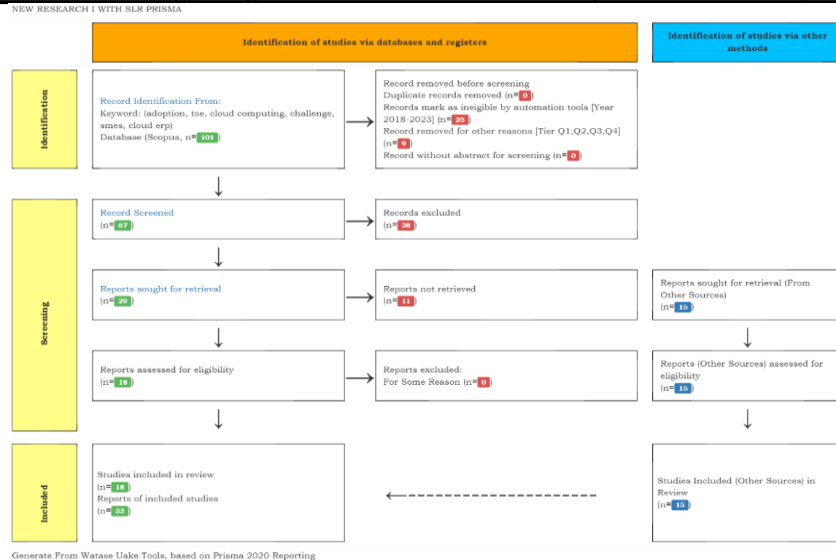 NEW RESEARCH I WITH SLR PRISMA
Identification of studies via databases and registers
Identification of studies via other
methods
Identification
Record Identification From:
Keyword: (adoption, toe, cloud computing, challenge,
smes, cloud erp)
Database (Scopus, n=101)
Record removed before screening
Duplicate records removed (n=0)
Records mark as ineigible by automation tools [Year
2018-2023] (n=25)
Record removed for other reasons [Tier Q1,Q2,Q3,Q4]
(n=9)
Record without abstract for screening (n=0)
Screening
Record Screened
(n=67)
Records excluded
(n=38)
Reports sought for retrieval
(n=29)
Reports not retrieved
(n=11)
Reports sought for retrieval (From
Other Sources)
(n=15)
Reports assessed for eligibility
(n=18)
Reports excluded:
For Some Reason (n=0)
Reports (Other Sources) assessed for
eligibility
(n=15)
Included
Studies included in review
(n=18)
Reports of included studies
(n=33)
Studies Included (Other Sources) in
Review
(n=15)
Generate From Watase Uake Tools, based on Prisma 2020 Reporting